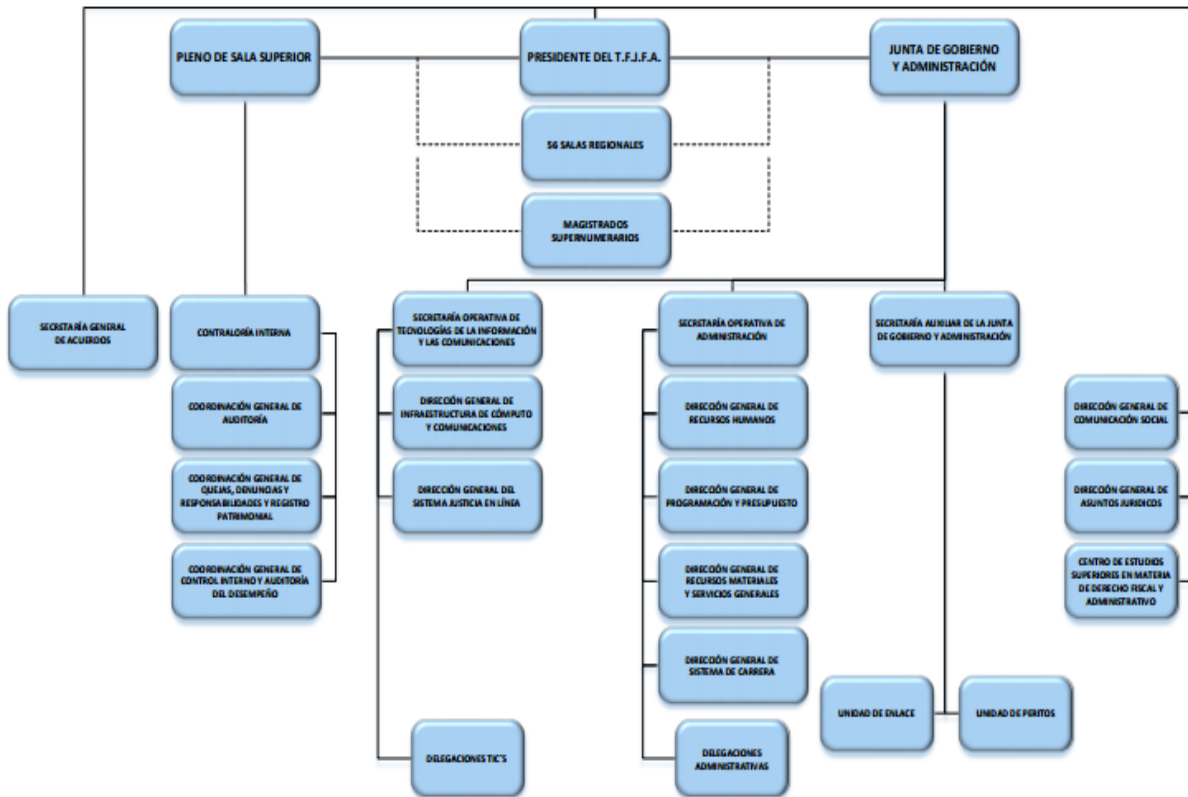 PLENO DE SALA SUPERIOR
PRESIDENTE DEL T.F.J.F.A.
JUNTA DE GOBIERNO
Y ADMINISTRACIÓN
56 SALAS REGIONALES
MAGISTRADOS
SUPERNUMERARIOS
SECRETARÍA GENERAL
DE ACUERDOS
CONTRALORÍA INTERNA
SECRETARÍA OPERATIVA DE
TECNOLOGÍAS DE LA INFORMACIÓN
Y LAS COMUNICACIONES
SECRETARÍA OPERATIVA DE
ADMINISTRACIÓN
SECRETARÍA AUXILIAR DE LA JUNTA
DE GOBIERNO Y ADMINISTRACIÓN
COORDINACIÓN GENERAL DE
AUDITORÍA
DIRECCIÓN GENERAL DE
INFRAESTRUCTURA DE CÓMPUTO
Y COMUNICACIONES
DIRECCIÓN GENERAL DE
RECURSOS HUMANOS
DIRECCIÓN GENERAL DE
COMUNICACIÓN SOCIAL
COORDINACIÓN GENERAL DE
QUEJAS, DENUNCIAS Y
RESPONSABILIDADES Y REGISTRO
PATRIMONIAL
DIRECCIÓN GENERAL DEL
SISTEMA JUSTICIA EN LÍNEA
DIRECCIÓN GENERAL DE
PROGRAMACIÓN Y PRESUPUESTO
DIRECCIÓN GENERAL DE
ASUNTOS JURIDICOS
COORDINACIÓN GENERAL DE
CONTROL INTERNO Y AUDITORÍA
DEL DESEMPEÑO
DIRECCIÓN GENERAL DE
RECURSOS MATERIALES
Y SERVICIOS GENERALES
CENTRO DE ESTUDIOS
SUPERIORES EN MATERIA
DE DERECHO FISCAL Y
ADMINISTRATIVO
DIRECCIÓN GENERAL DE
SISTEMA DE CARRERA
UNIDAD DE ENLACE
UNIDAD DE PERITOS
DELEGACIONES TIC'S
DELEGACIONES
ADMINISTRATIVAS